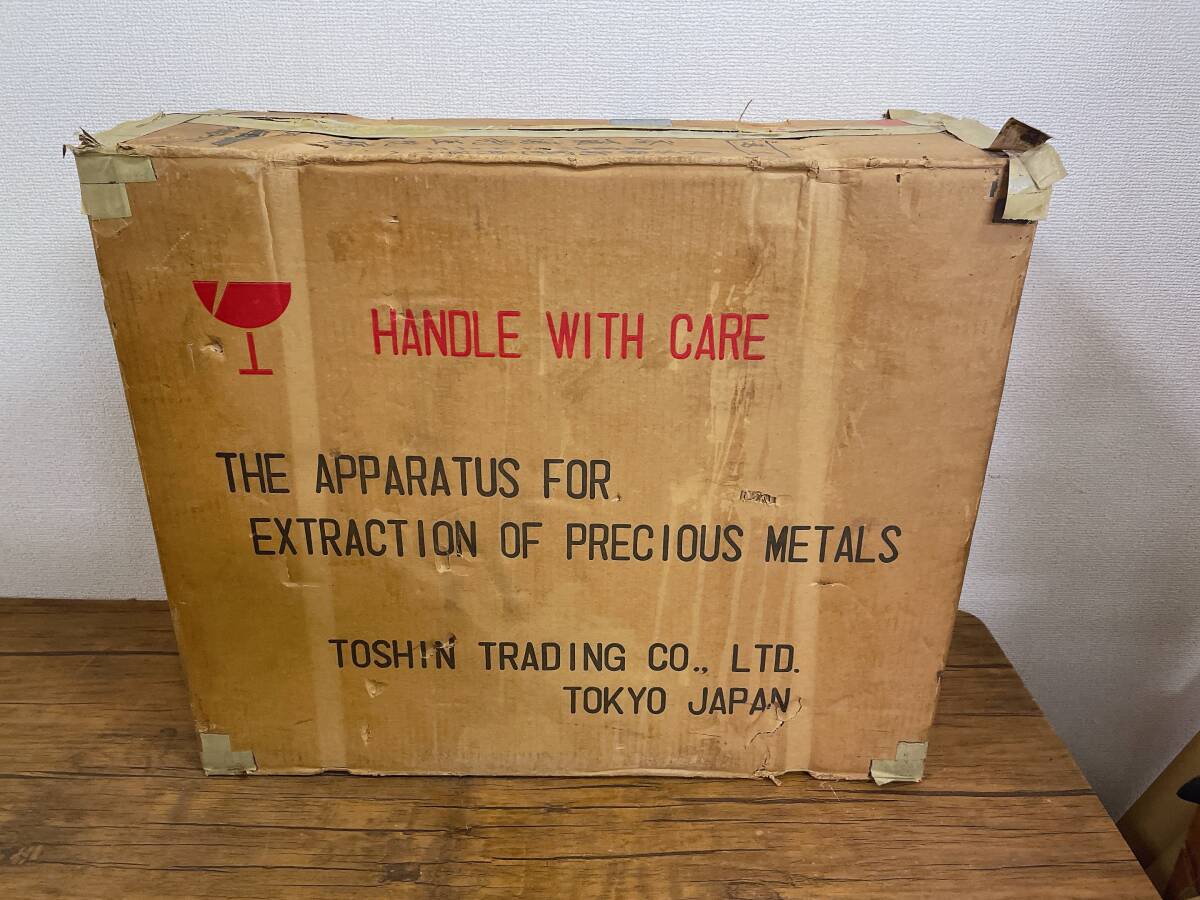 HANDLE WITH CARE
THE APPARATUS FOR
EXTRACTION OF PRECIOUS METALS
TOSHIN TRADING CO., LTD.
TOKYO JAPAN